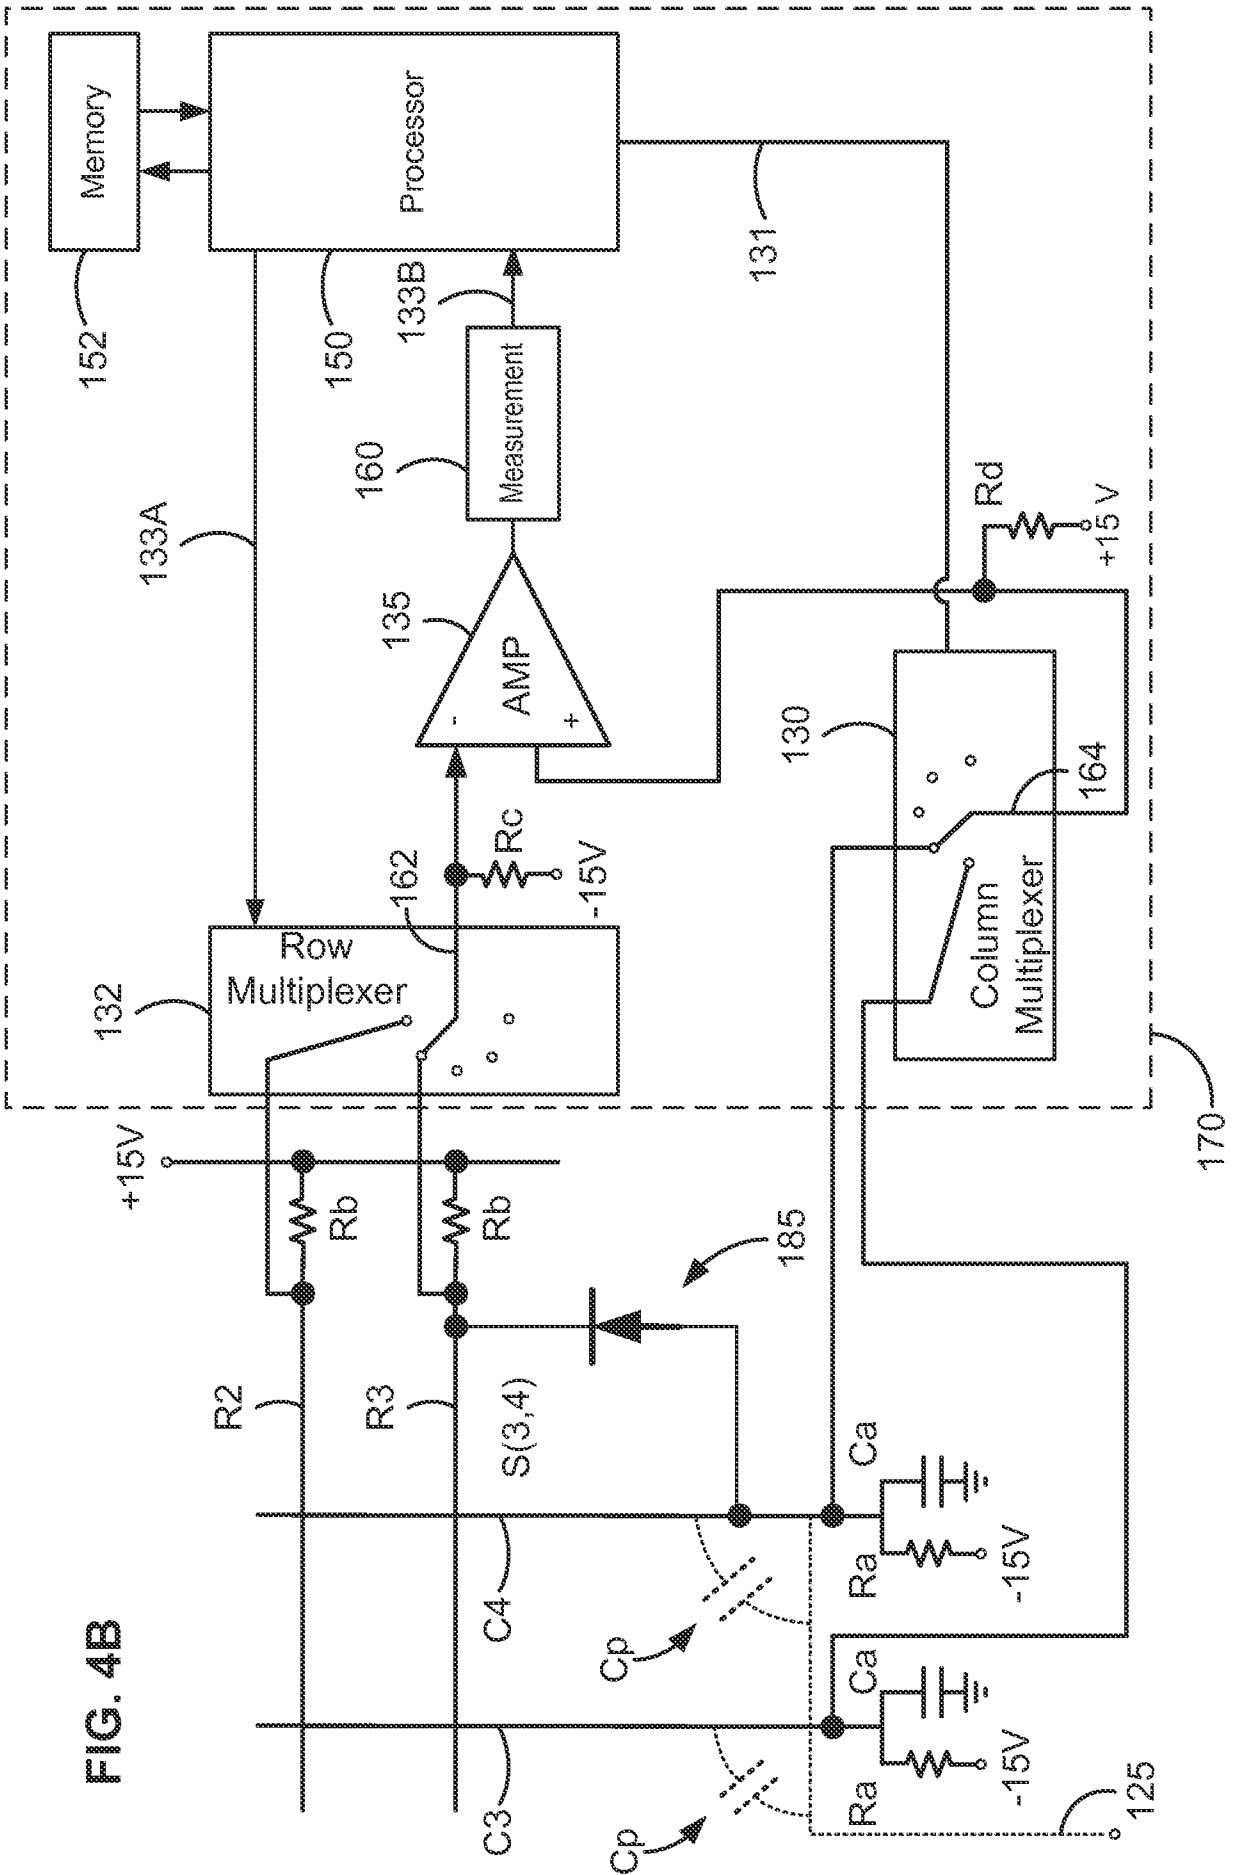 FIG. 4B
152
Memory
133A
150
Processor
132
Row
Multiplexer
162
Rc
-15V
135
AMP
-
+
160
Measurement
133B
131
+15V
Rb
Rb
R2
R3
S(3,4)
185
130
Column
Multiplexer
164
Rd
+15 V
170
C4
C3
Cp
Cp
Ra
Ca
-15V
Ra
Ca
-15V
125